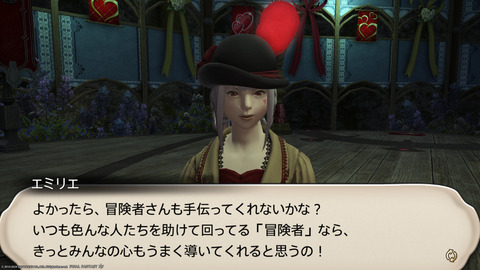 エミリエ
よかったら、冒険者さんも手伝ってくれないかな？
いつも色んな人たちを助けて回ってる「冒険者」なら、
きっとみんなの心もうまく導いてくれると思うの！